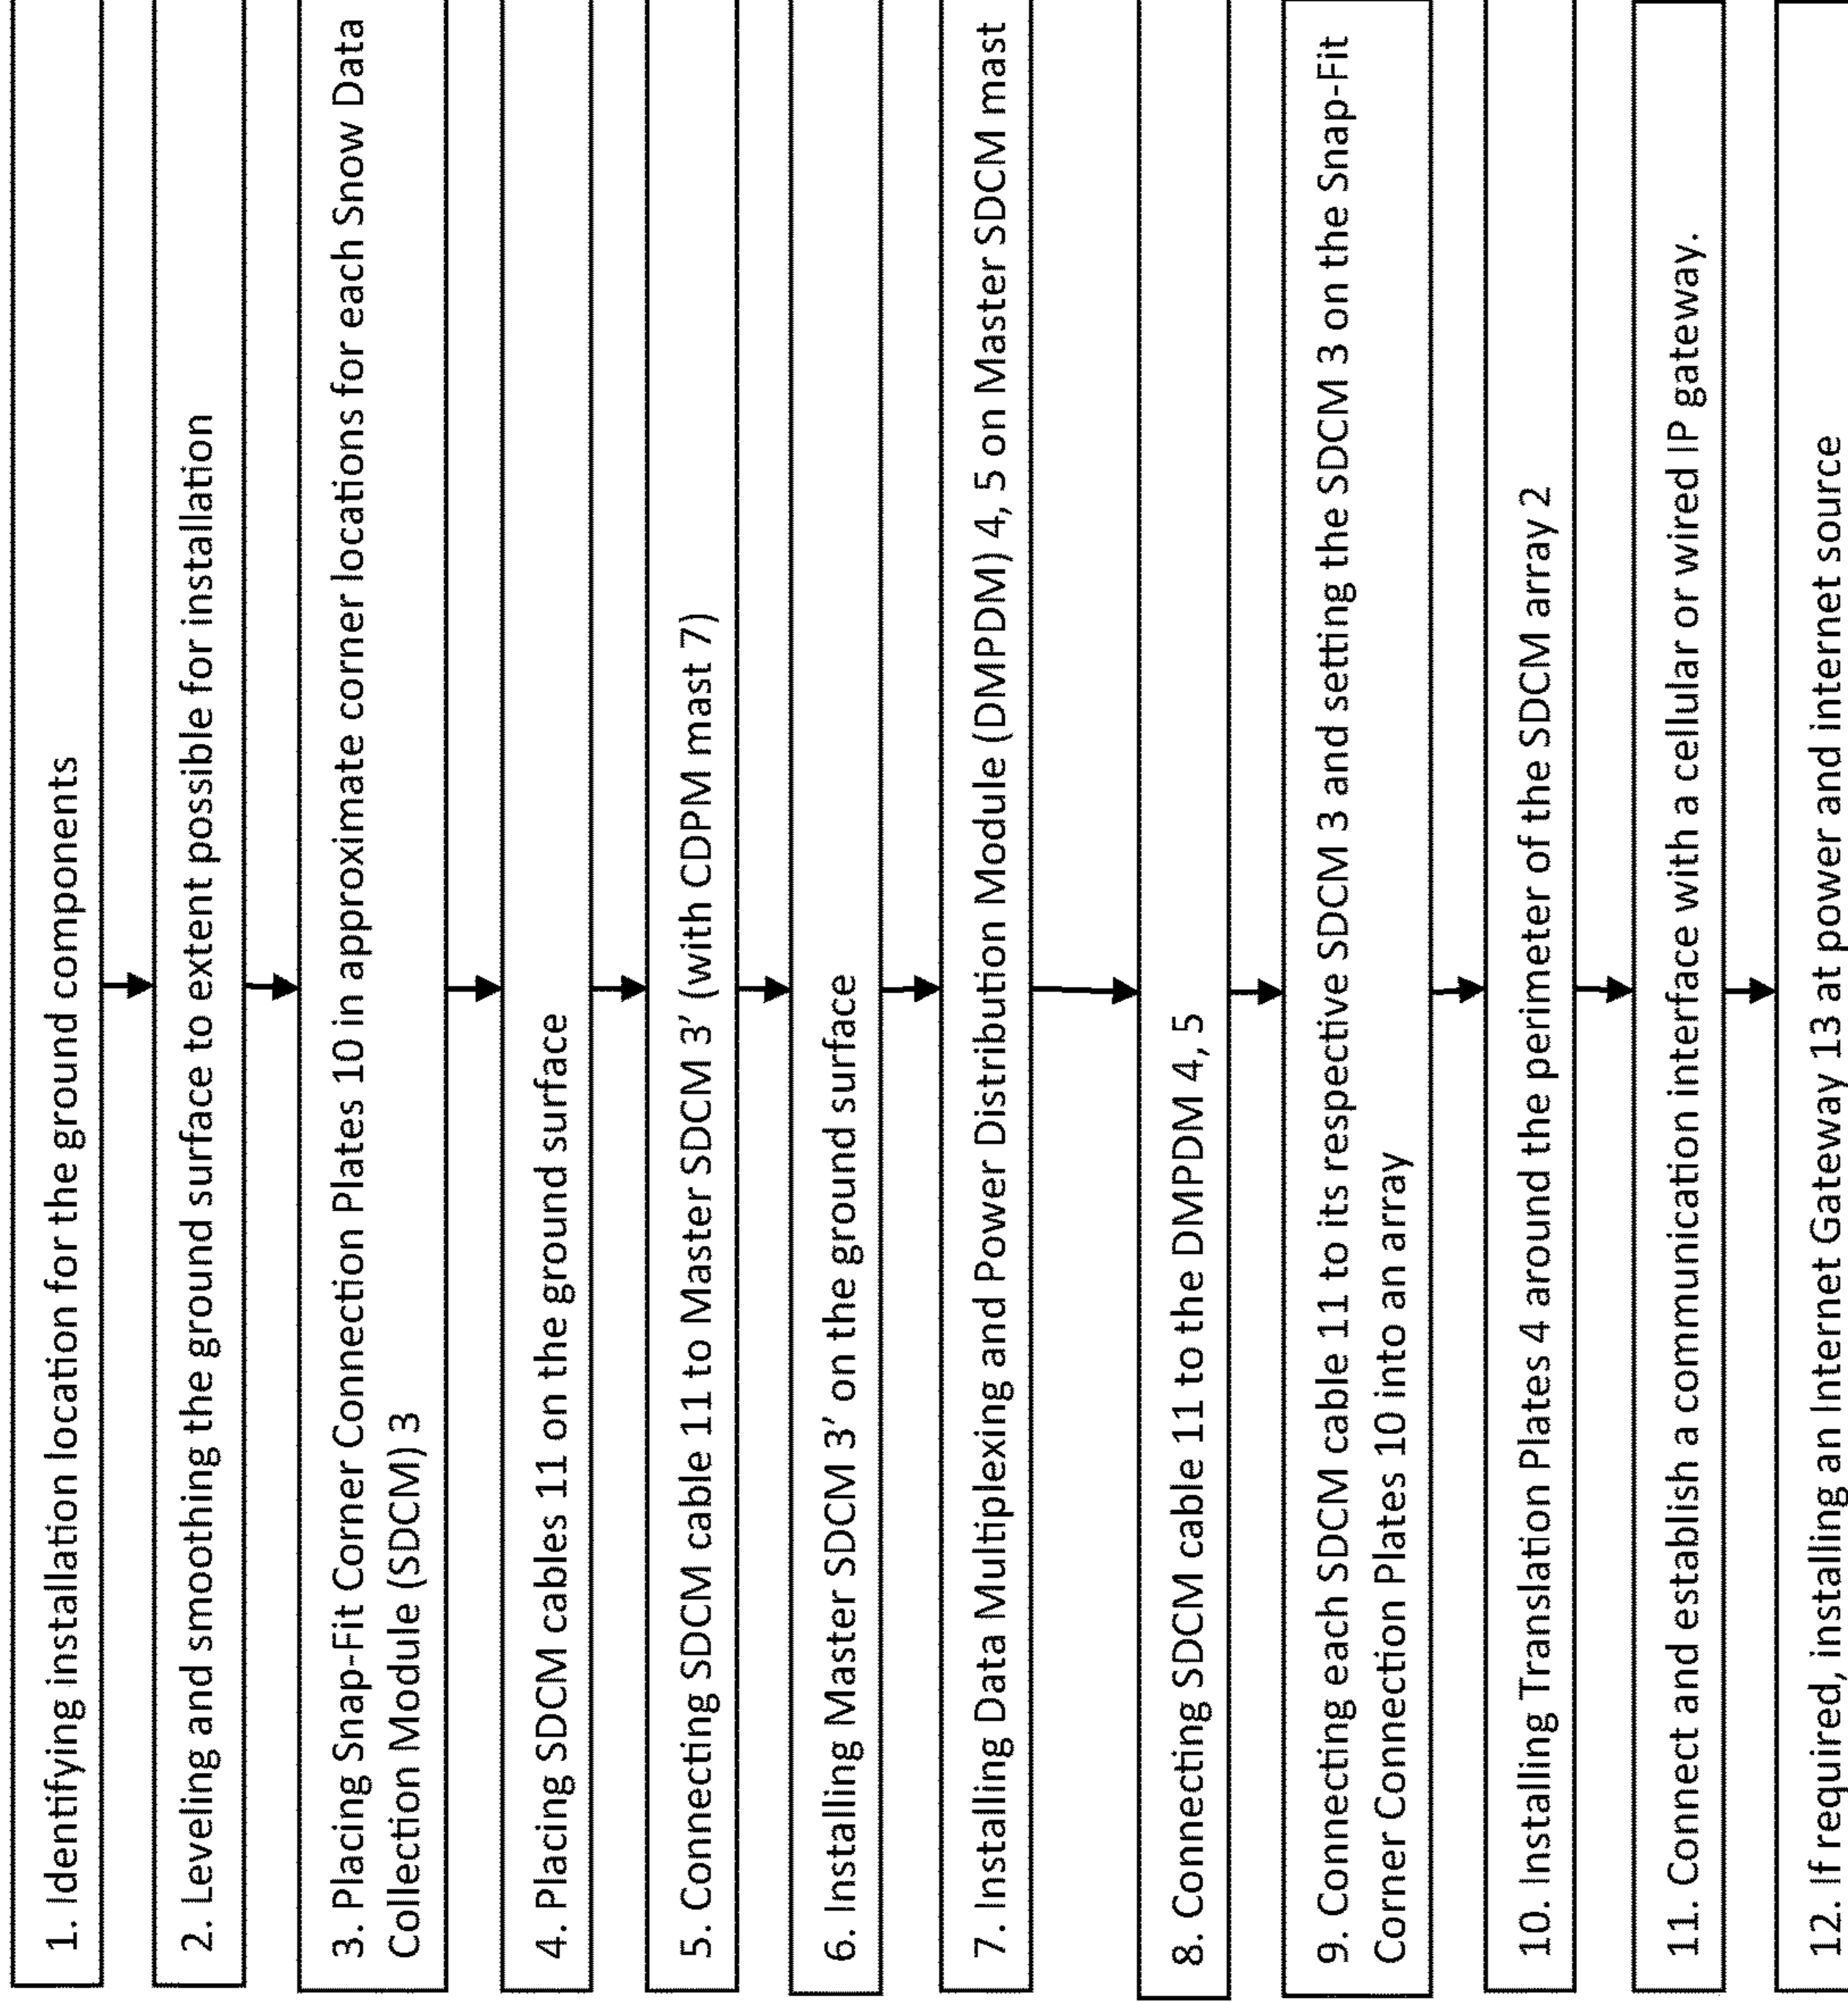 1. Identifying installation location for the ground components
2. Leveling and smoothing the ground surface to extent possible for installation
3. Placing Snap-Fit Corner Connection Plates 10 in approximate corner locations for each Snow Data
Collection Module (SDCM) 3
4. Placing SDCM cables 11 on the ground surface
5. Connecting SDCM cable 11 to Master SDCM 3′ (with CDPM mast 7)
6. Installing Master SDCM 3′ on the ground surface
7. Installing Data Multiplexing and Power Distribution Module (DMPDM) 4, 5 on Master SDCM mast
8. Connecting SDCM cable 11 to the DMPDM 4, 5
9. Connecting each SDCM cable 11 to its respective SDCM 3 and setting the SDCM 3 on the Snap-Fit
Corner Connection Plates 10 into an array
10. Installing Translation Plates 4 around the perimeter of the SDCM array 2
11. Connect and establish a communication interface with a cellular or wired IP gateway.
12. If required, installing an Internet Gateway 13 at power and internet source